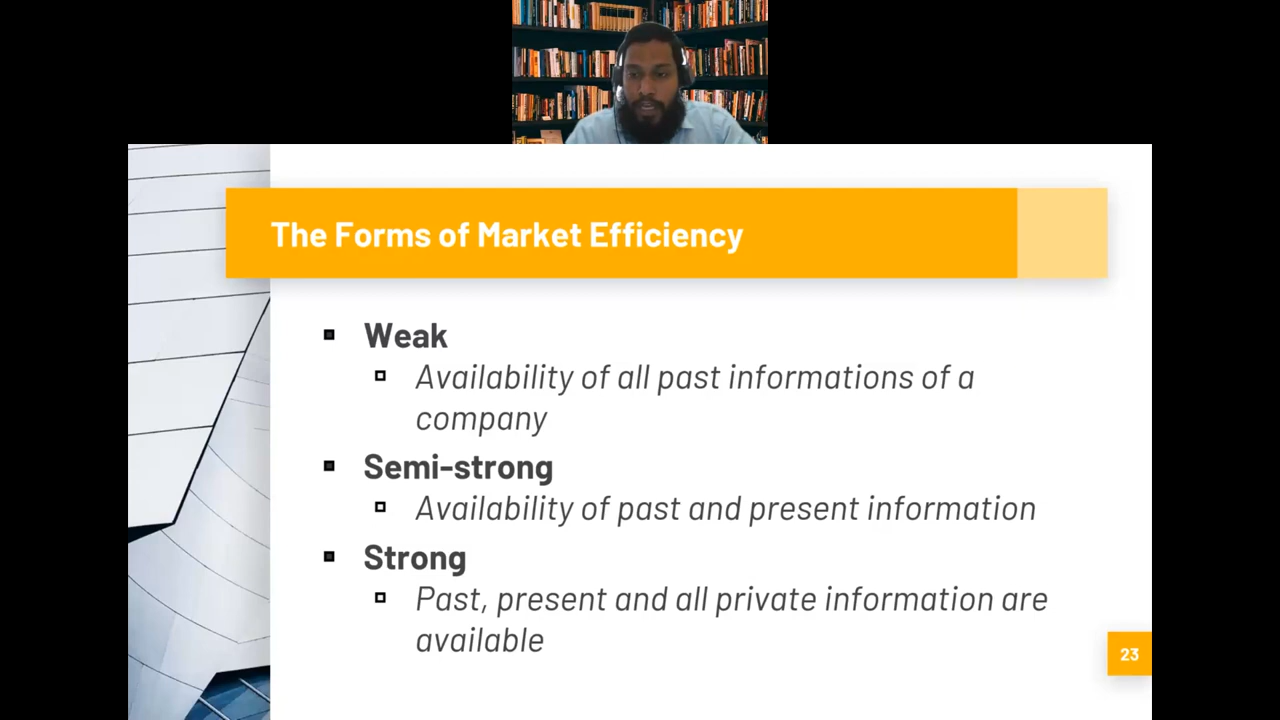 The Forms of Market Efficiency
Weak
Availability of all past informations of a
company
Semi-strong
Availability of past and present information
Strong
Past, present and all private information are
available
23